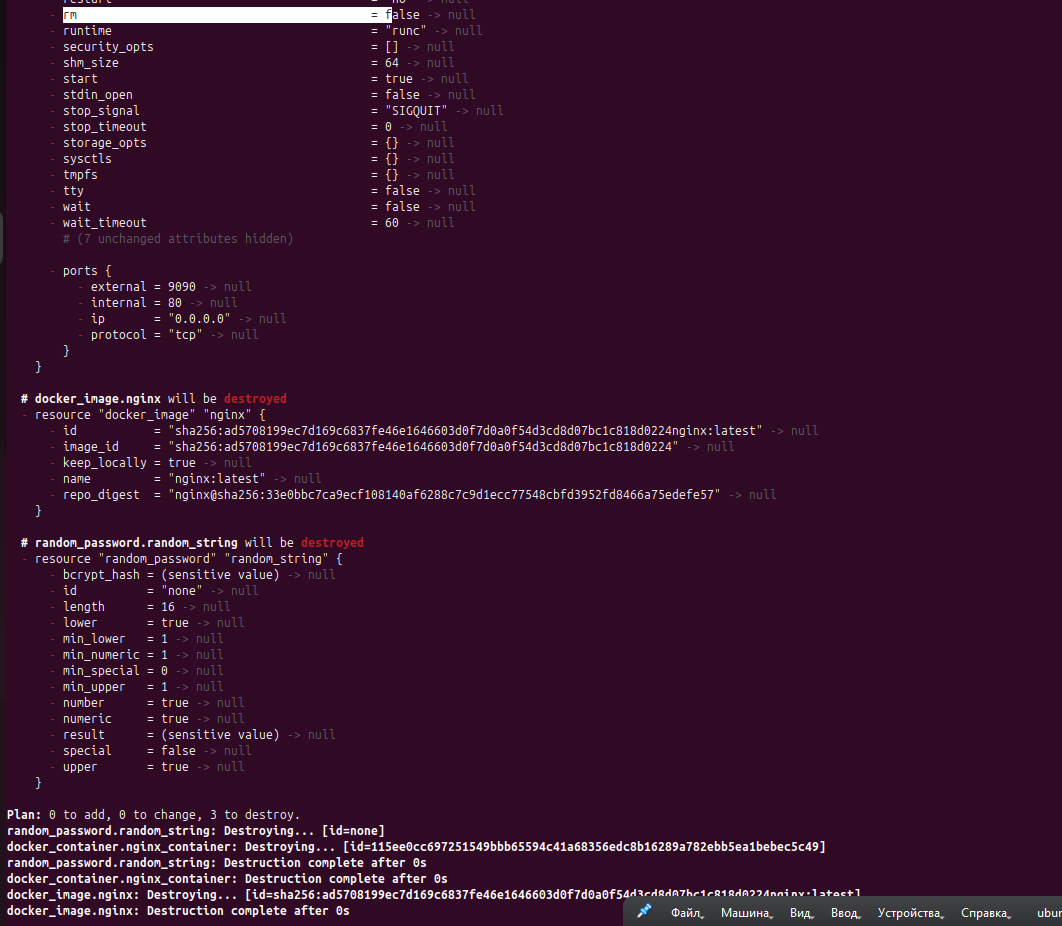 - rm = false -> null
- runtime = "runc" -> null
- security_opts = [] -> null
- shm_size = 64 -> null
- start = true -> null
- stdin_open = false -> null
- stop_signal = "SIGQUIT" -> null
- stop_timeout = 0 -> null
- storage_opts = {} -> null
- sysctls = {} -> null
- tmpfs = {} -> null
- tty = false -> null
- wait = false -> null
- wait_timeout = 60 -> null
# (7 unchanged attributes hidden)
- ports {
- external = 9090 -> null
- internal = 80 -> null
- ip = "0.0.0.0" -> null
- protocol = "tcp" -> null
}
}
# docker_image.nginx will be destroyed
- resource "docker_image" "nginx" {
- id = "sha256:ad5708199ec7d169c6837fe46e1646603d0f7d0a0f54d3cd8d07bc1c818d0224nginx:latest" -> null
- image_id = "sha256:ad5708199ec7d169c6837fe46e1646603d0f7d0a0f54d3cd8d07bc1c818d0224" -> null
- keep_locally = true -> null
- name = "nginx:latest" -> null
- repo_digest = "nginx@sha256:33e0bbc7ca9ecf108140af6288c7c9d1ecc77548cbfd3952fd8466a75edefe57" -> null
}
# random_password.random_string will be destroyed
- resource "random_password" "random_string" {
- bcrypt_hash = (sensitive value) -> null
- id = "none" -> null
- length = 16 -> null
- lower = true -> null
- min_lower = 1 -> null
- min_numeric = 1 -> null
- min_special = 0 -> null
- min_upper = 1 -> null
- number = true -> null
- numeric = true -> null
- result = (sensitive value) -> null
- special = false -> null
- upper = true -> null
}
Plan: 0 to add, 0 to change, 3 to destroy.
random_password.random_string: Destroying... [id=none]
docker_container.nginx_container: Destroying... [id=115ee0cc697251549bbb65594c41a68356edc8b16289a782ebb5ea1bebec5c49]
random_password.random_string: Destruction complete after 0s
docker_container.nginx_container: Destruction complete after 0s
docker_image.nginx: Destroying... [id=sha256:ad5708199ec7d169c6837fe46e1646603d0f7d0a0f54d3cd8d07bc1c818d0224nginx:latest]
docker_image.nginx: Destruction complete after 0s
Файл Машина Вид Ввод Устройства Справка